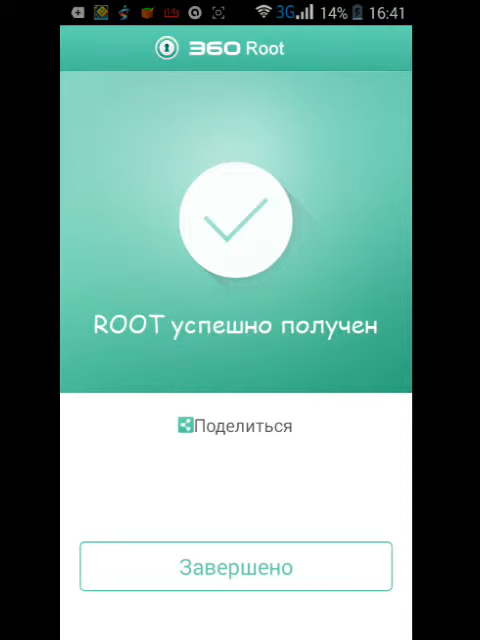 3G 14% 16:41
360 Root
ROOT успешно получен
Поделиться
Завершено